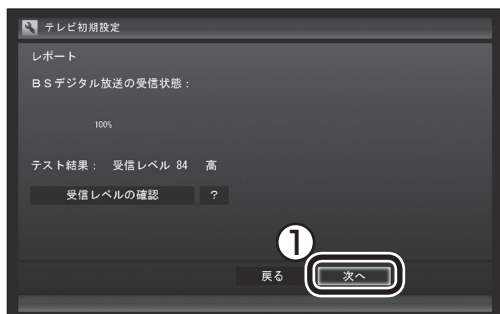 テレビ初期設定
レポート
BSデジタル放送の受信状態：
100%
テスト結果： 受信レベル 84 高
受信レベルの確認 ?
①
戻る 次へ